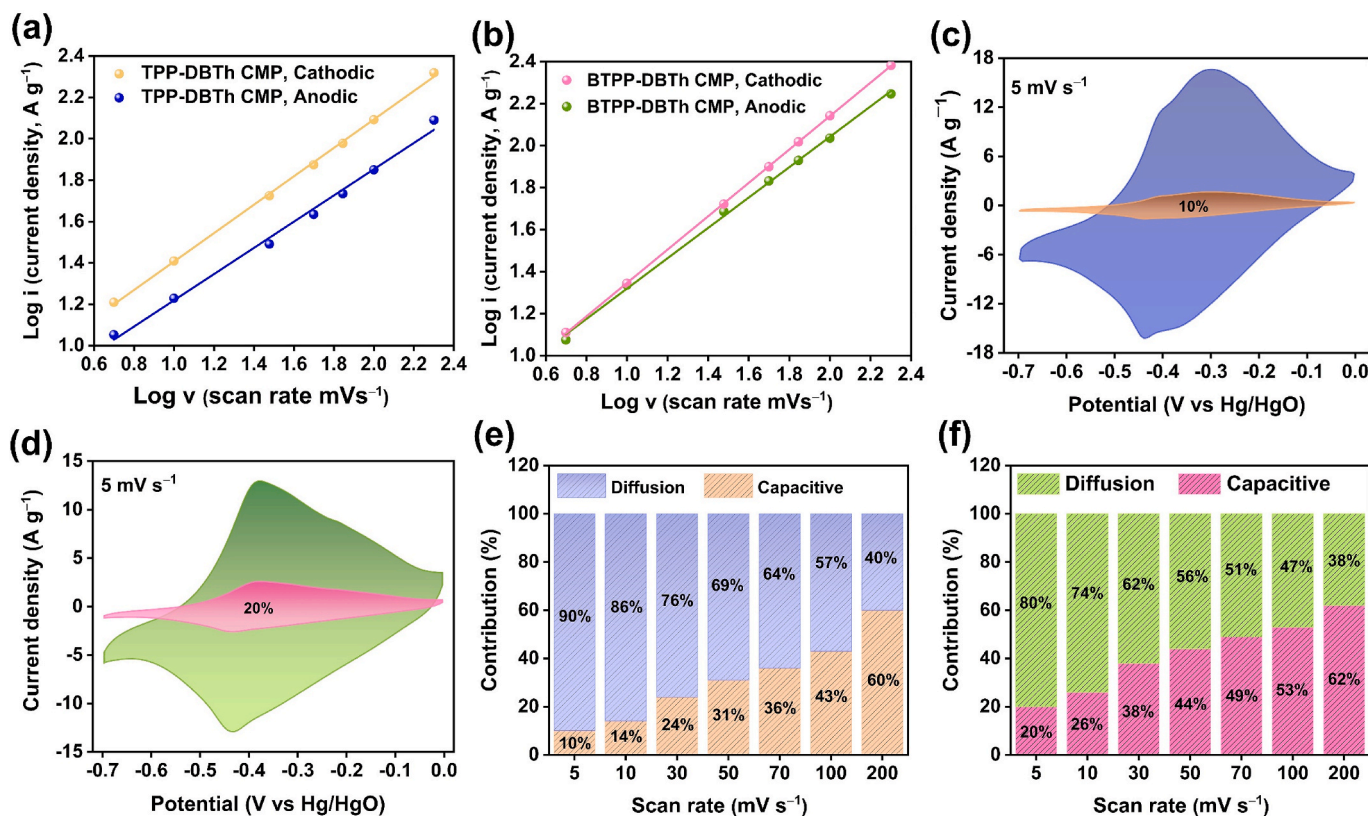 (a)
2.4
2.2
2.0
1.8
1.6
1.4
1.2
1.0
Log i (current density, A g⁻¹)
TPP-DBTh CMP, Cathodic
TPP-DBTh CMP, Anodic
0.6 0.8 1.0 1.2 1.4 1.6 1.8 2.0 2.2 2.4
Log v (scan rate mVs⁻¹)
(b)
2.4
2.2
2.0
1.8
1.6
1.4
1.2
1.0
Log i (current density, A g⁻¹)
BTPP-DBTh CMP, Cathodic
BTPP-DBTh CMP, Anodic
0.6 0.8 1.0 1.2 1.4 1.6 1.8 2.0 2.2 2.4
Log v (scan rate mVs⁻¹)
(c)
18
12
6
0
-6
-12
-18
Current density (A g⁻¹)
5 mV s⁻¹
10%
-0.7 -0.6 -0.5 -0.4 -0.3 -0.2 -0.1 0.0
Potential (V vs Hg/HgO)
(d)
15
10
5
0
-5
-10
-15
Current density (A g⁻¹)
5 mV s⁻¹
20%
-0.7 -0.6 -0.5 -0.4 -0.3 -0.2 -0.1 0.0
Potential (V vs Hg/HgO)
(e)
120
100
80
60
40
20
0
Contribution (%)
Diffusion Capacitive
90% 86% 76% 69% 64% 57% 40%
10% 14% 24% 31% 36% 43% 60%
5 10 30 50 70 100 200
Scan rate (mV s⁻¹)
(f)
120
100
80
60
40
20
0
Contribution (%)
Diffusion Capacitive
80% 74% 62% 56% 51% 47% 38%
20% 26% 38% 44% 49% 53% 62%
5 10 30 50 70 100 200
Scan rate (mV s⁻¹)